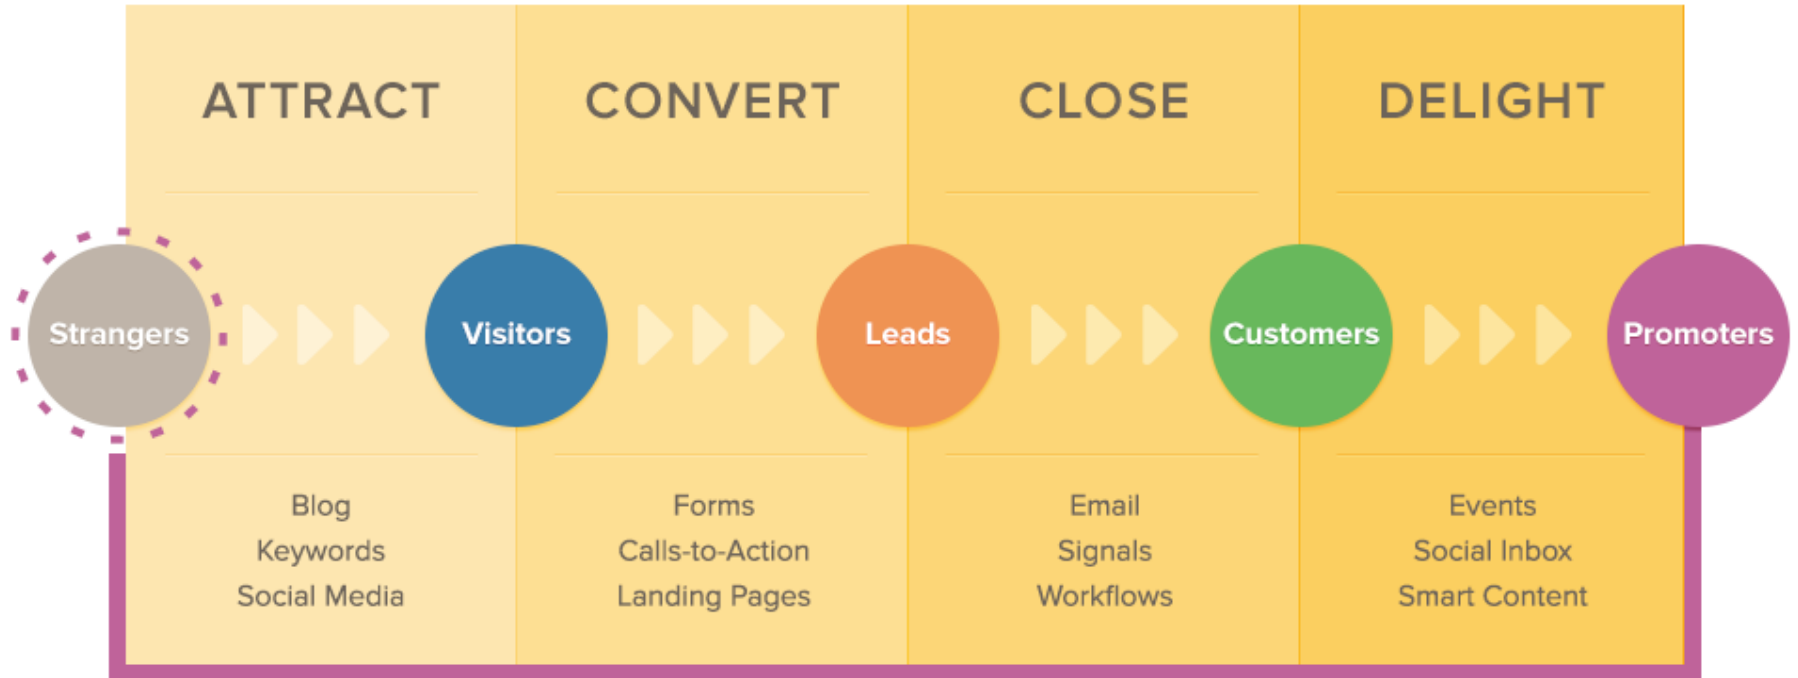 ATTRACT
CONVERT
CLOSE
DELIGHT
Strangers
Visitors
Leads
Customers
Promoters
Blog
Keywords
Social Media
Forms
Calls-to-Action
Landing Pages
Email
Signals
Workflows
Events
Social Inbox
Smart Content